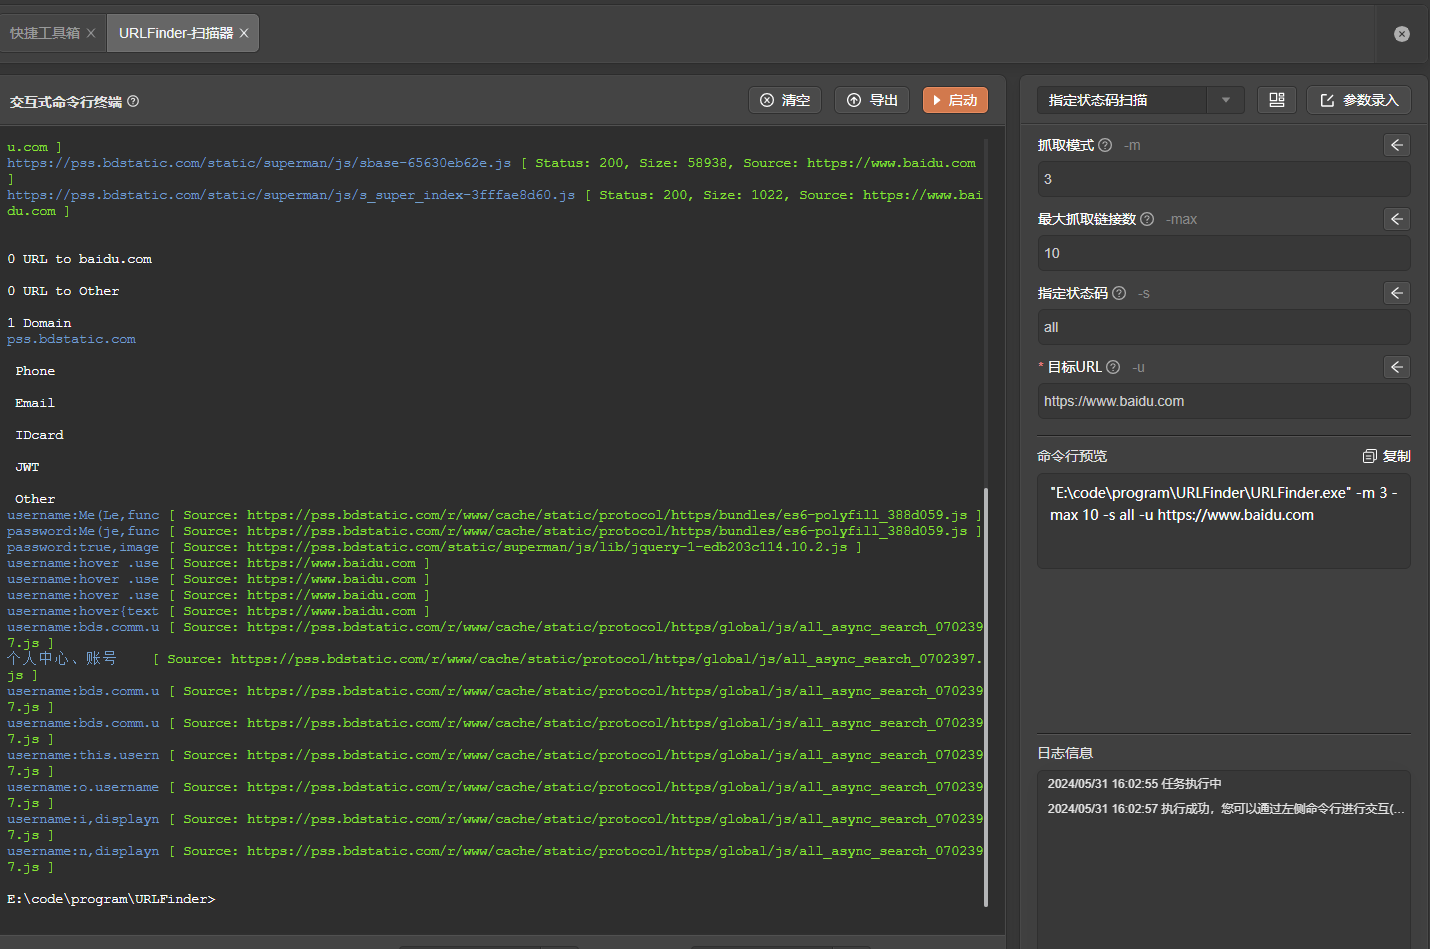 快捷工具箱
URLFinder-扫描器
交互式命令行终端
清空
导出
启动
u.com ]
https://pss.bdstatic.com/static/superman/js/sbase-65630eb62e.js [ Status: 200, Size: 58938, Source: https://www.baidu.com
]
https://pss.bdstatic.com/static/superman/js/s_super_index-3fffae8d60.js [ Status: 200, Size: 1022, Source: https://www.bai
du.com ]
0 URL to baidu.com
0 URL to Other
1 Domain
pss.bdstatic.com
Phone
Email
IDcard
JWT
Other
username:Me(Le,func [ Source: https://pss.bdstatic.com/r/www/cache/static/protocol/https/bundles/es6-polyfill_388d059.js ]
password:Me(je,func [ Source: https://pss.bdstatic.com/r/www/cache/static/protocol/https/bundles/es6-polyfill_388d059.js ]
password:true,image [ Source: https://pss.bdstatic.com/static/superman/js/lib/jquery-1-edb203c114.10.2.js ]
username:hover .use [ Source: https://www.baidu.com ]
username:hover .use [ Source: https://www.baidu.com ]
username:hover .use [ Source: https://www.baidu.com ]
username:hover{text [ Source: https://www.baidu.com ]
username:bds.comm.u [ Source: https://pss.bdstatic.com/r/www/cache/static/protocol/https/global/js/all_async_search_070239
7.js ]
个人中心、账号 [ Source: https://pss.bdstatic.com/r/www/cache/static/protocol/https/global/js/all_async_search_0702397.
js ]
username:bds.comm.u [ Source: https://pss.bdstatic.com/r/www/cache/static/protocol/https/global/js/all_async_search_070239
7.js ]
username:bds.comm.u [ Source: https://pss.bdstatic.com/r/www/cache/static/protocol/https/global/js/all_async_search_070239
7.js ]
username:this.usern [ Source: https://pss.bdstatic.com/r/www/cache/static/protocol/https/global/js/all_async_search_070239
7.js ]
username:o.username [ Source: https://pss.bdstatic.com/r/www/cache/static/protocol/https/global/js/all_async_search_070239
7.js ]
username:i,displayn [ Source: https://pss.bdstatic.com/r/www/cache/static/protocol/https/global/js/all_async_search_070239
7.js ]
username:n,displayn [ Source: https://pss.bdstatic.com/r/www/cache/static/protocol/https/global/js/all_async_search_070239
7.js ]
E:\code\program\URLFinder>
指定状态码扫描
参数录入
抓取模式 -m
3
最大抓取链接数 -max
10
指定状态码 -s
all
* 目标URL -u
https://www.baidu.com
命令行预览
复制
"E:\code\program\URLFinder\URLFinder.exe" -m 3 -
max 10 -s all -u https://www.baidu.com
日志信息
2024/05/31 16:02:55 任务执行中
2024/05/31 16:02:57 执行成功，您可以通过左侧命令行进行交互(...